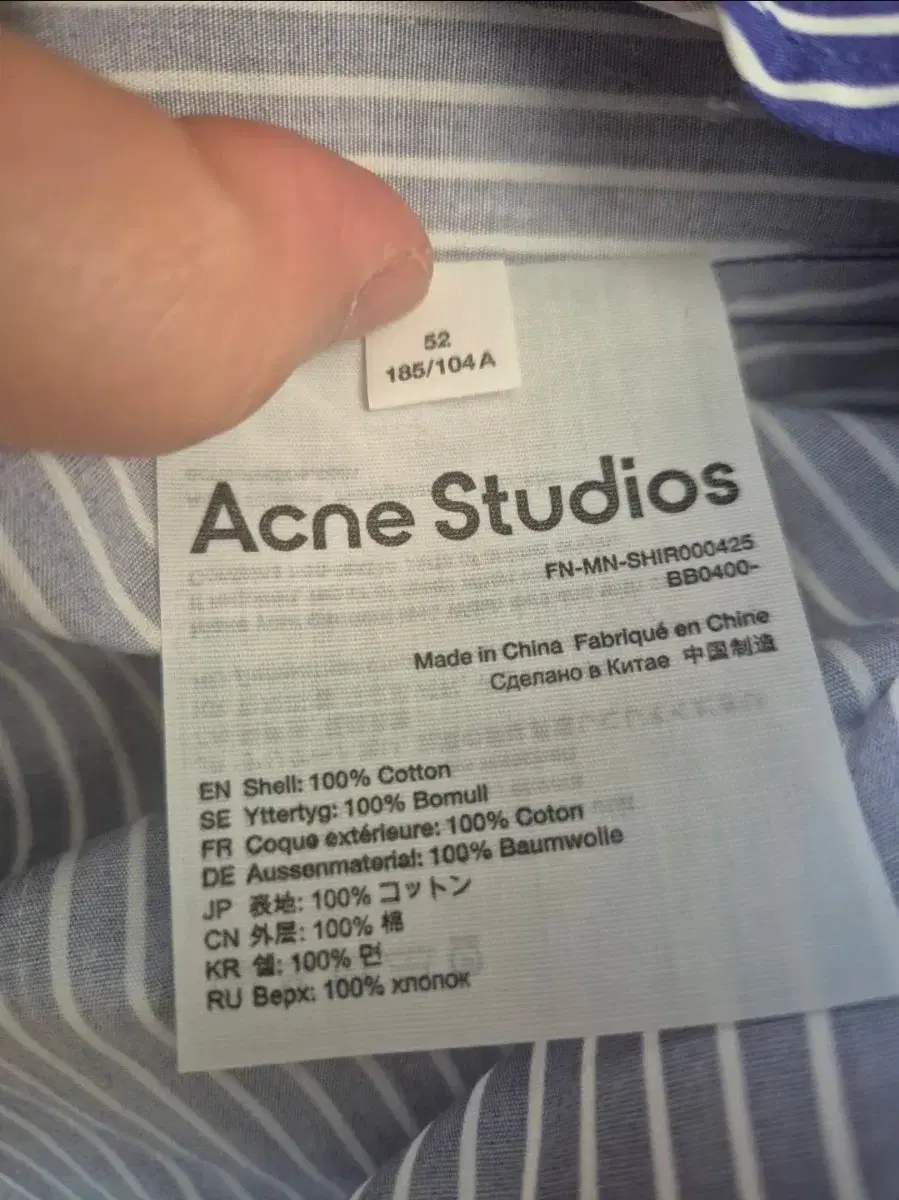 52
185/104 A
Acne Studios
FN-MN-SHIR000425
BB0400-
Made in China Fabriqué en Chine
Сделано в Китае 中国制造
EN Shell: 100% Cotton
SE Yttertyg: 100% Bomull
FR Coque extérieure: 100% Coton
DE Aussenmaterial: 100% Baumwolle
JP 表地: 100% コットン
CN 外层: 100% 棉
KR 쉘: 100% 면
RU Верх: 100% хлопок